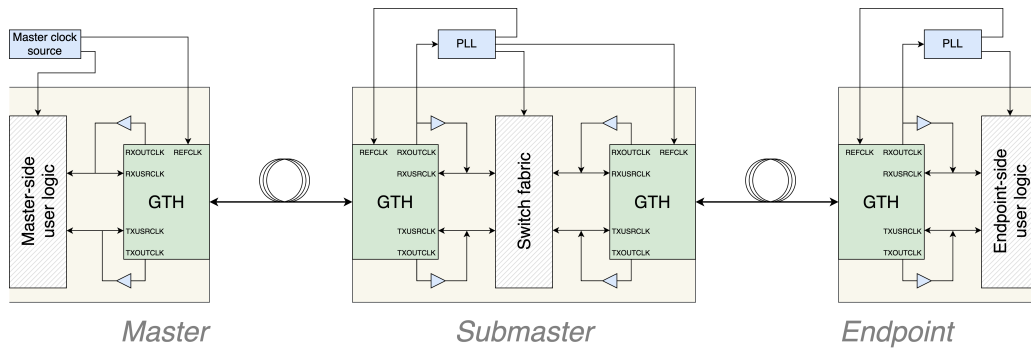 Master clock
source
Master-side
user logic
RXOUTCLK
REFCLK
RXUSRCLK
GTH
TXUSRCLK
TXOUTCLK
Master
PLL
REFCLK
RXOUTCLK
RXUSRCLK
GTH
TXUSRCLK
TXOUTCLK
Switch fabric
RXOUTCLK
REFCLK
RXUSRCLK
GTH
TXUSRCLK
TXOUTCLK
Submaster
PLL
REFCLK
RXOUTCLK
RXUSRCLK
GTH
TXUSRCLK
TXOUTCLK
Endpoint-side
user logic
Endpoint